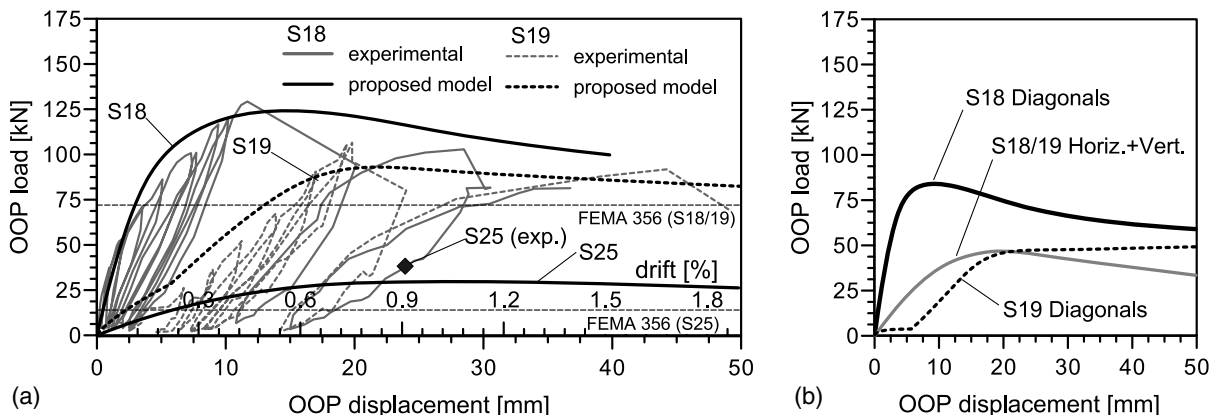 175
150
125
100
75
50
25
0
OOP load [kN]
S18
S19
experimental
experimental
proposed model
proposed model
S18
S19
FEMA 356 (S18/19)
S25 (exp.)
S25
drift [%]
0.3
0.6
0.9
1.2
1.5
1.8
FEMA 356 (S25)
0
10
20
30
40
50
OOP displacement [mm]
(a)
175
150
125
100
75
50
25
0
OOP load [kN]
S18 Diagonals
S18/19 Horiz.+Vert.
S19 Diagonals
0
10
20
30
40
50
OOP displacement [mm]
(b)